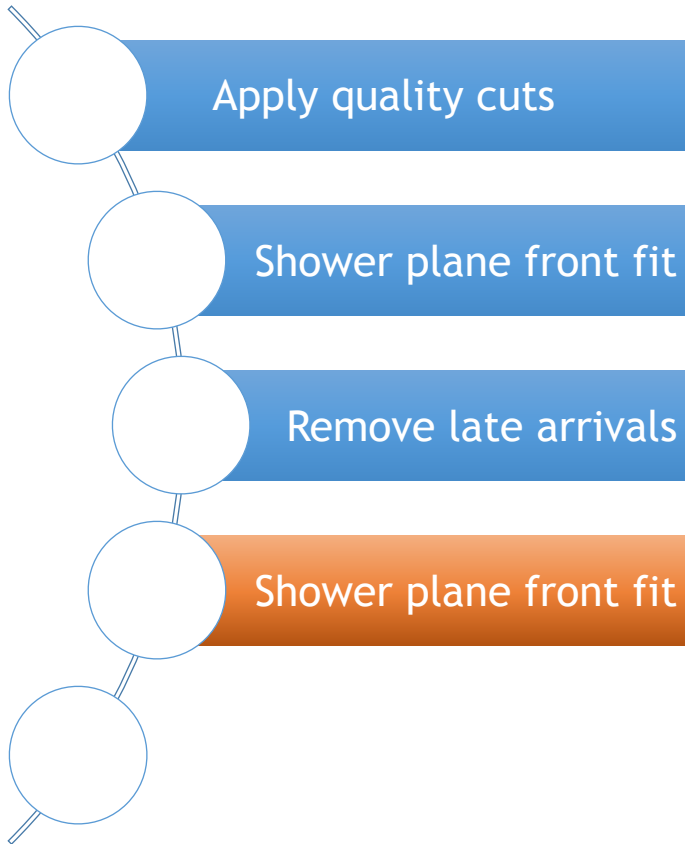 Apply quality cuts
Shower plane front fit
Remove late arrivals
Shower plane front fit